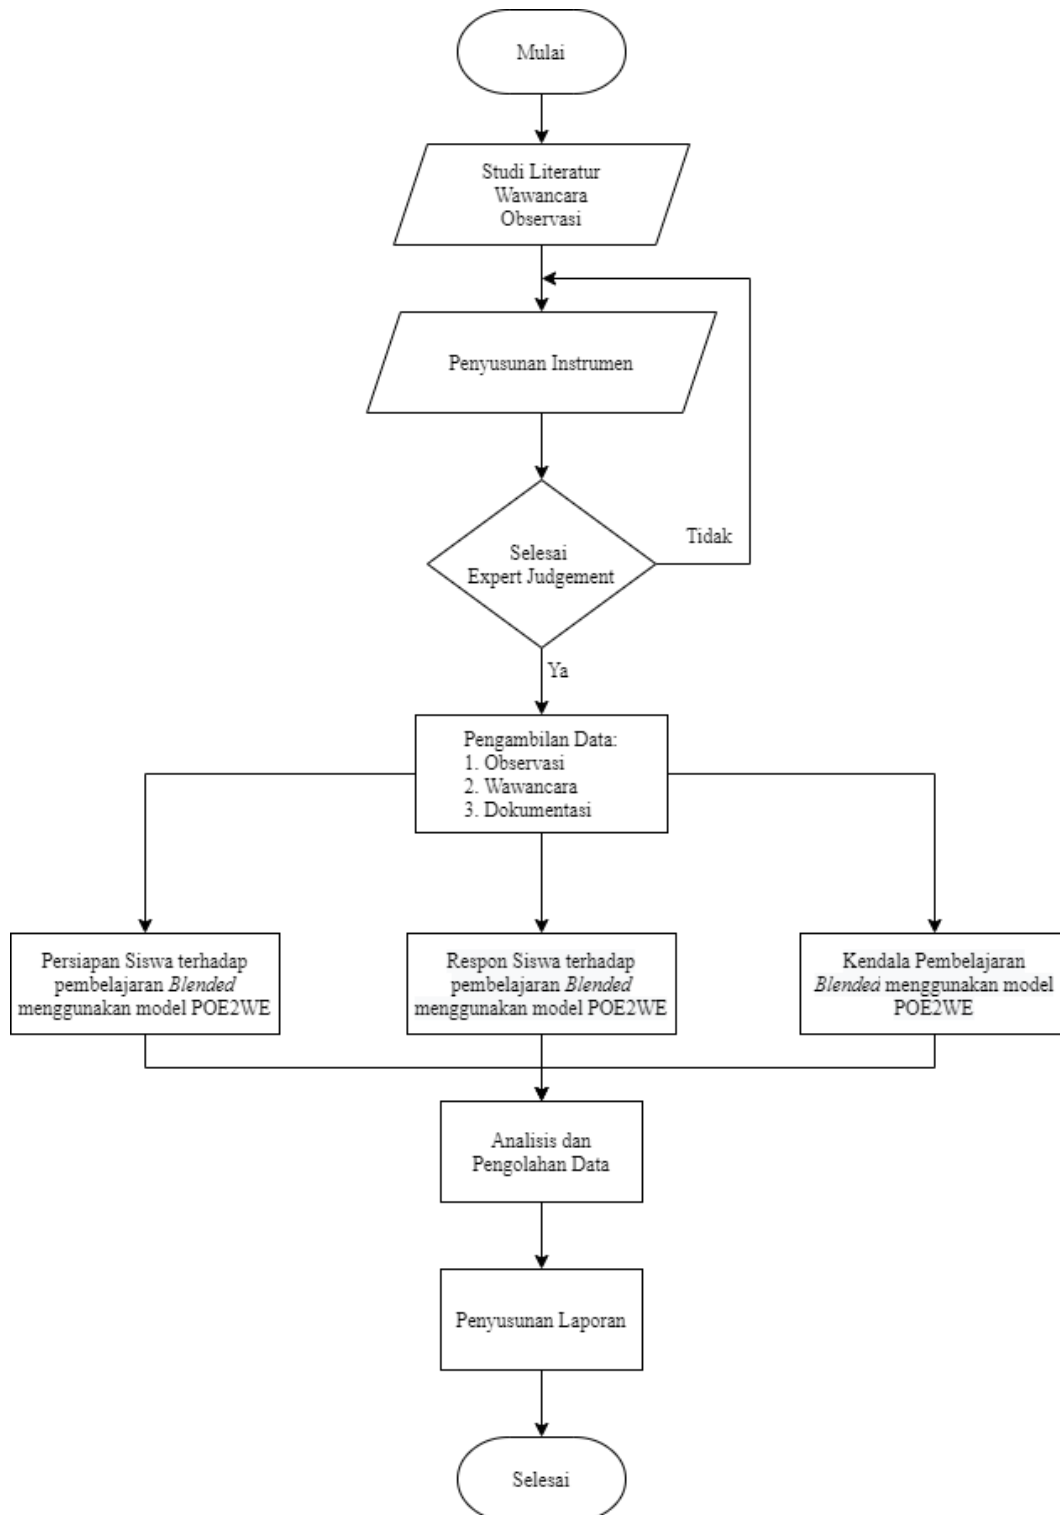 Mulai
Studi Literatur
Wawancara
Observasi
Penyusunan Instrumen
Selesai
Expert Judgement
Tidak
Ya
Pengambilan Data:
1. Observasi
2. Wawancara
3. Dokumentasi
Persiapan Siswa terhadap
pembelajaran Blended
menggunakan model POE2WE
Respon Siswa terhadap
pembelajaran Blended
menggunakan model POE2WE
Kendala Pembelajaran
Blended menggunakan model
POE2WE
Analisis dan
Pengolahan Data
Penyusunan Laporan
Selesai